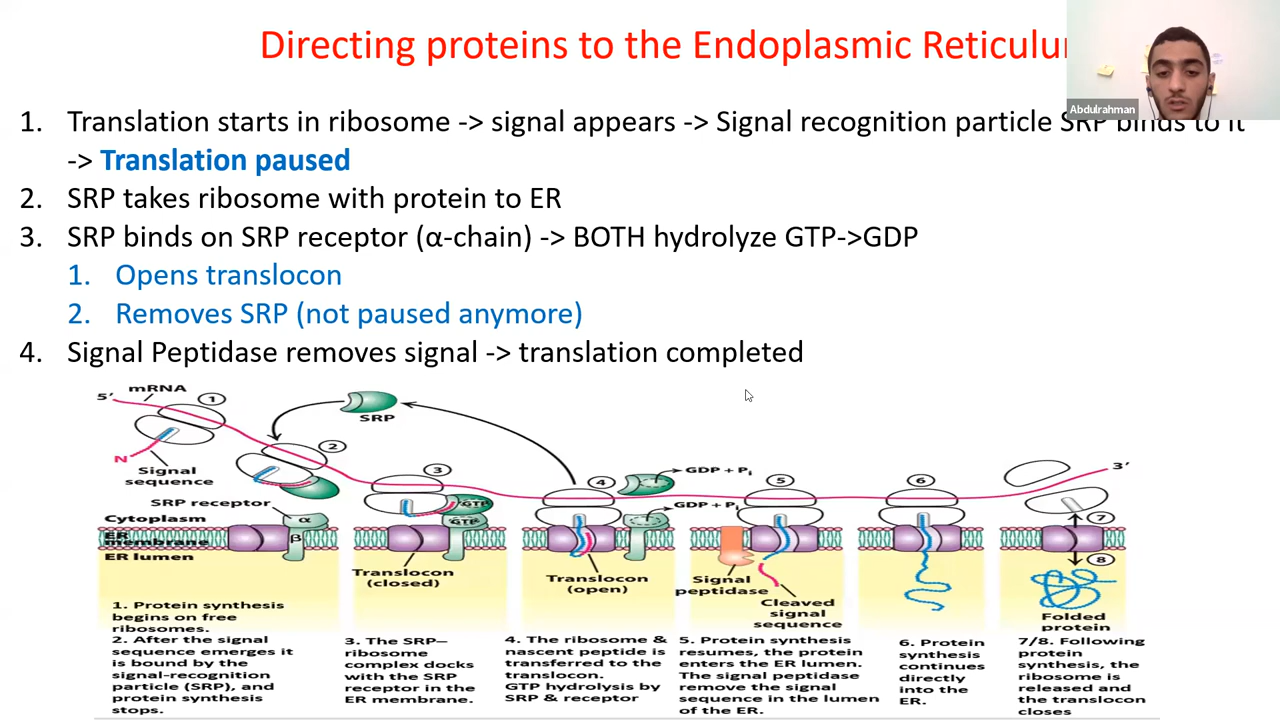 Directing proteins to the Endoplasmic Reticulu
Abdulrahman
1. Translation starts in ribosome -> signal appears -> Signal recognition particle SRP binds to it
-> Translation paused
2. SRP takes ribosome with protein to ER
3. SRP binds on SRP receptor (α-chain) -> BOTH hydrolyze GTP->GDP
1. Opens translocon
2. Removes SRP (not paused anymore)
4. Signal Peptidase removes signal -> translation completed
5'
mRNA
1
N
Signal
sequence
2
SRP
SRP receptor
α
β
Cytoplasm
ER
membrane
ER lumen
3
GTP
GTP
Translocon
(closed)
4
GDP + Pi
GDP + Pi
Translocon
(open)
5
Signal
peptidase
Cleaved
signal
sequence
6
3'
7
8
Folded
protein
1. Protein synthesis
begins on free
ribosomes.
2. After the signal
sequence emerges it
is bound by the
signal-recognition
particle (SRP), and
protein synthesis
stops.
3. The SRP–
ribosome
complex docks
with the SRP
receptor in the
ER membrane.
4. The ribosome &
nascent peptide is
transferred to the
translocon.
GTP hydrolysis by
SRP & receptor
5. Protein synthesis
resumes, the protein
enters the ER lumen.
The signal peptidase
remove the signal
sequence in the lumen
of the ER.
6. Protein
synthesis
continues
directly
into the
ER.
7/8. Following
protein
synthesis, the
ribosome is
released and
the translocon
closes